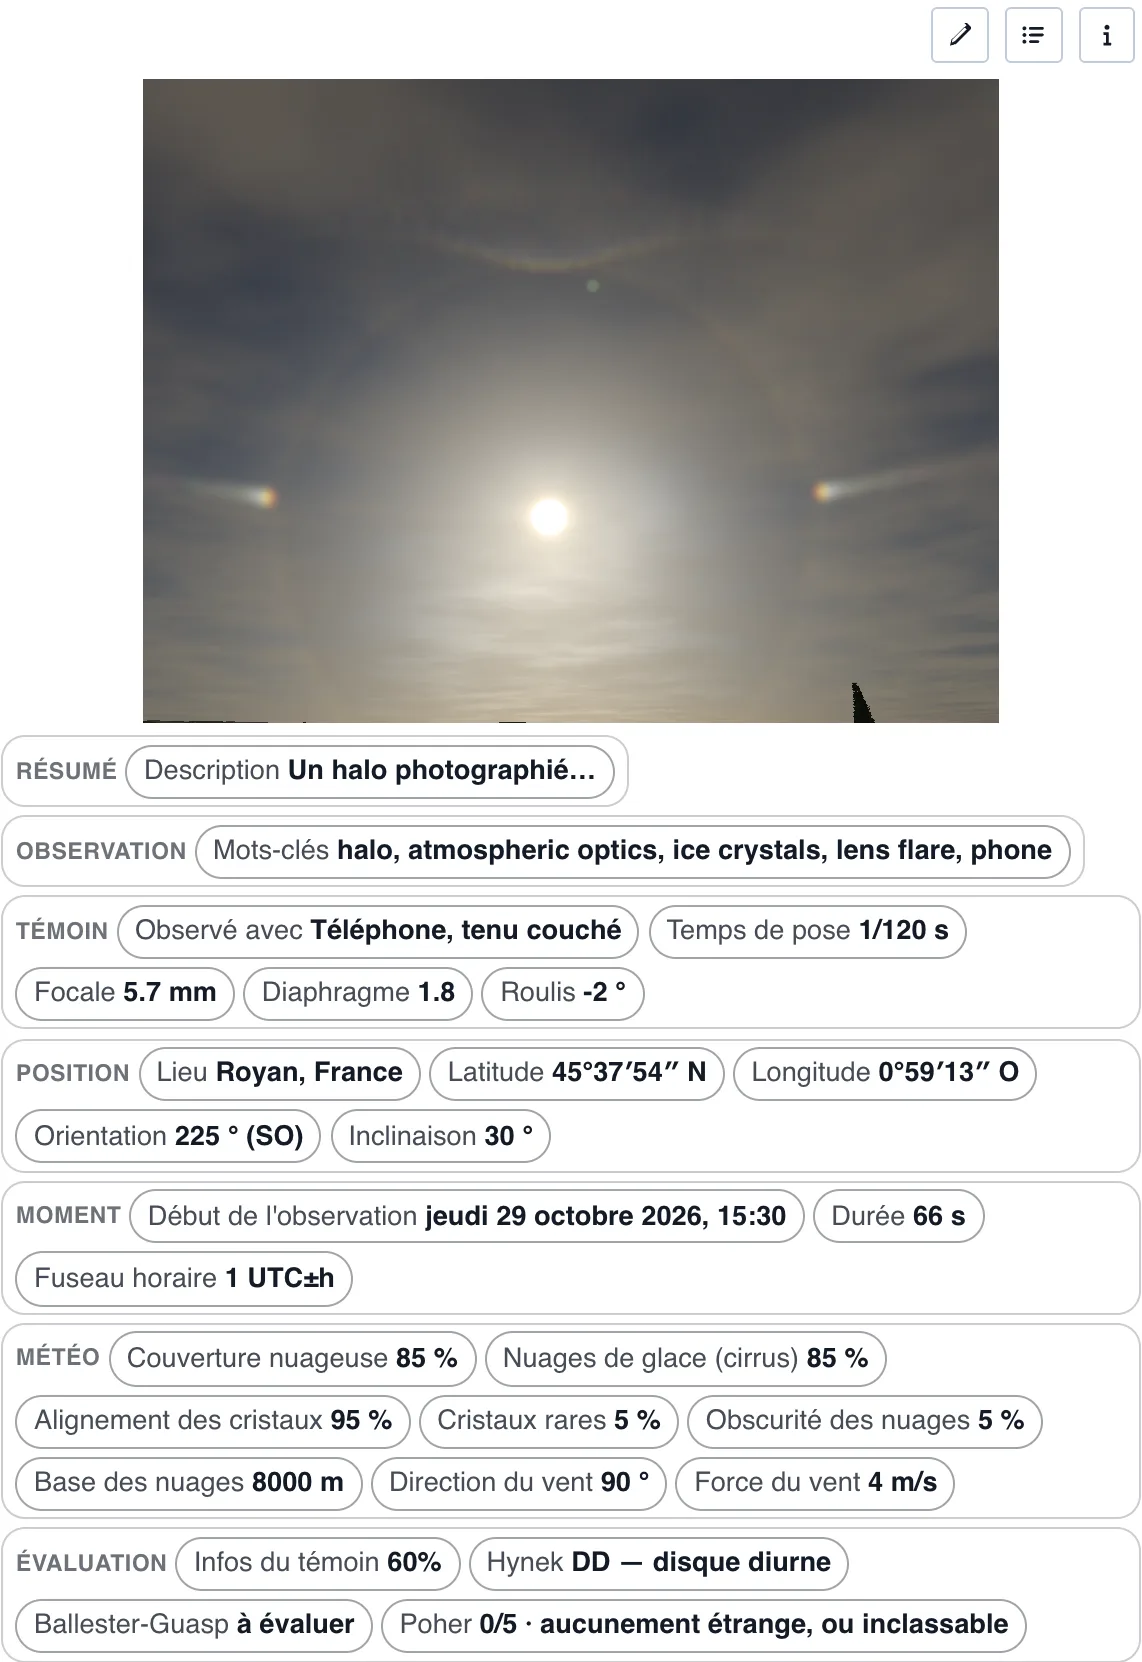 RÉSUMÉ Description Un halo photographié…
OBSERVATION Mots-clés halo, atmospheric optics, ice crystals, lens flare, phone
TÉMOIN Observé avec Téléphone, tenu couché Temps de pose 1/120 s
Focale 5.7 mm Diaphragme 1.8 Roulis -2 °
POSITION Lieu Royan, France Latitude 45°37′54″ N Longitude 0°59′13″ O
Orientation 225 ° (SO) Inclinaison 30 °
MOMENT Début de l'observation jeudi 29 octobre 2026, 15:30 Durée 66 s
Fuseau horaire 1 UTC±h
MÉTÉO Couverture nuageuse 85 % Nuages de glace (cirrus) 85 %
Alignement des cristaux 95 % Cristaux rares 5 % Obscurité des nuages 5 %
Base des nuages 8000 m Direction du vent 90 ° Force du vent 4 m/s
ÉVALUATION Infos du témoin 60% Hynek DD — disque diurne
Ballester-Guasp à évaluer Poher 0/5 · aucunement étrange, ou inclassable